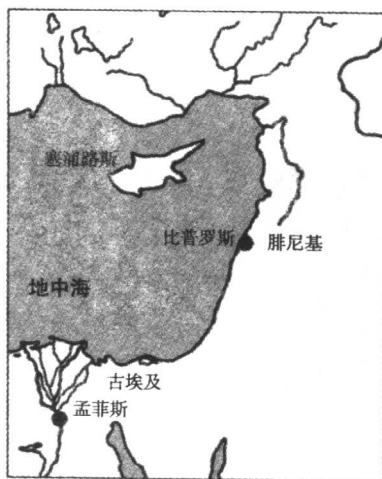 塞浦路斯
比普罗斯 腓尼基
地中海
古埃及
孟菲斯